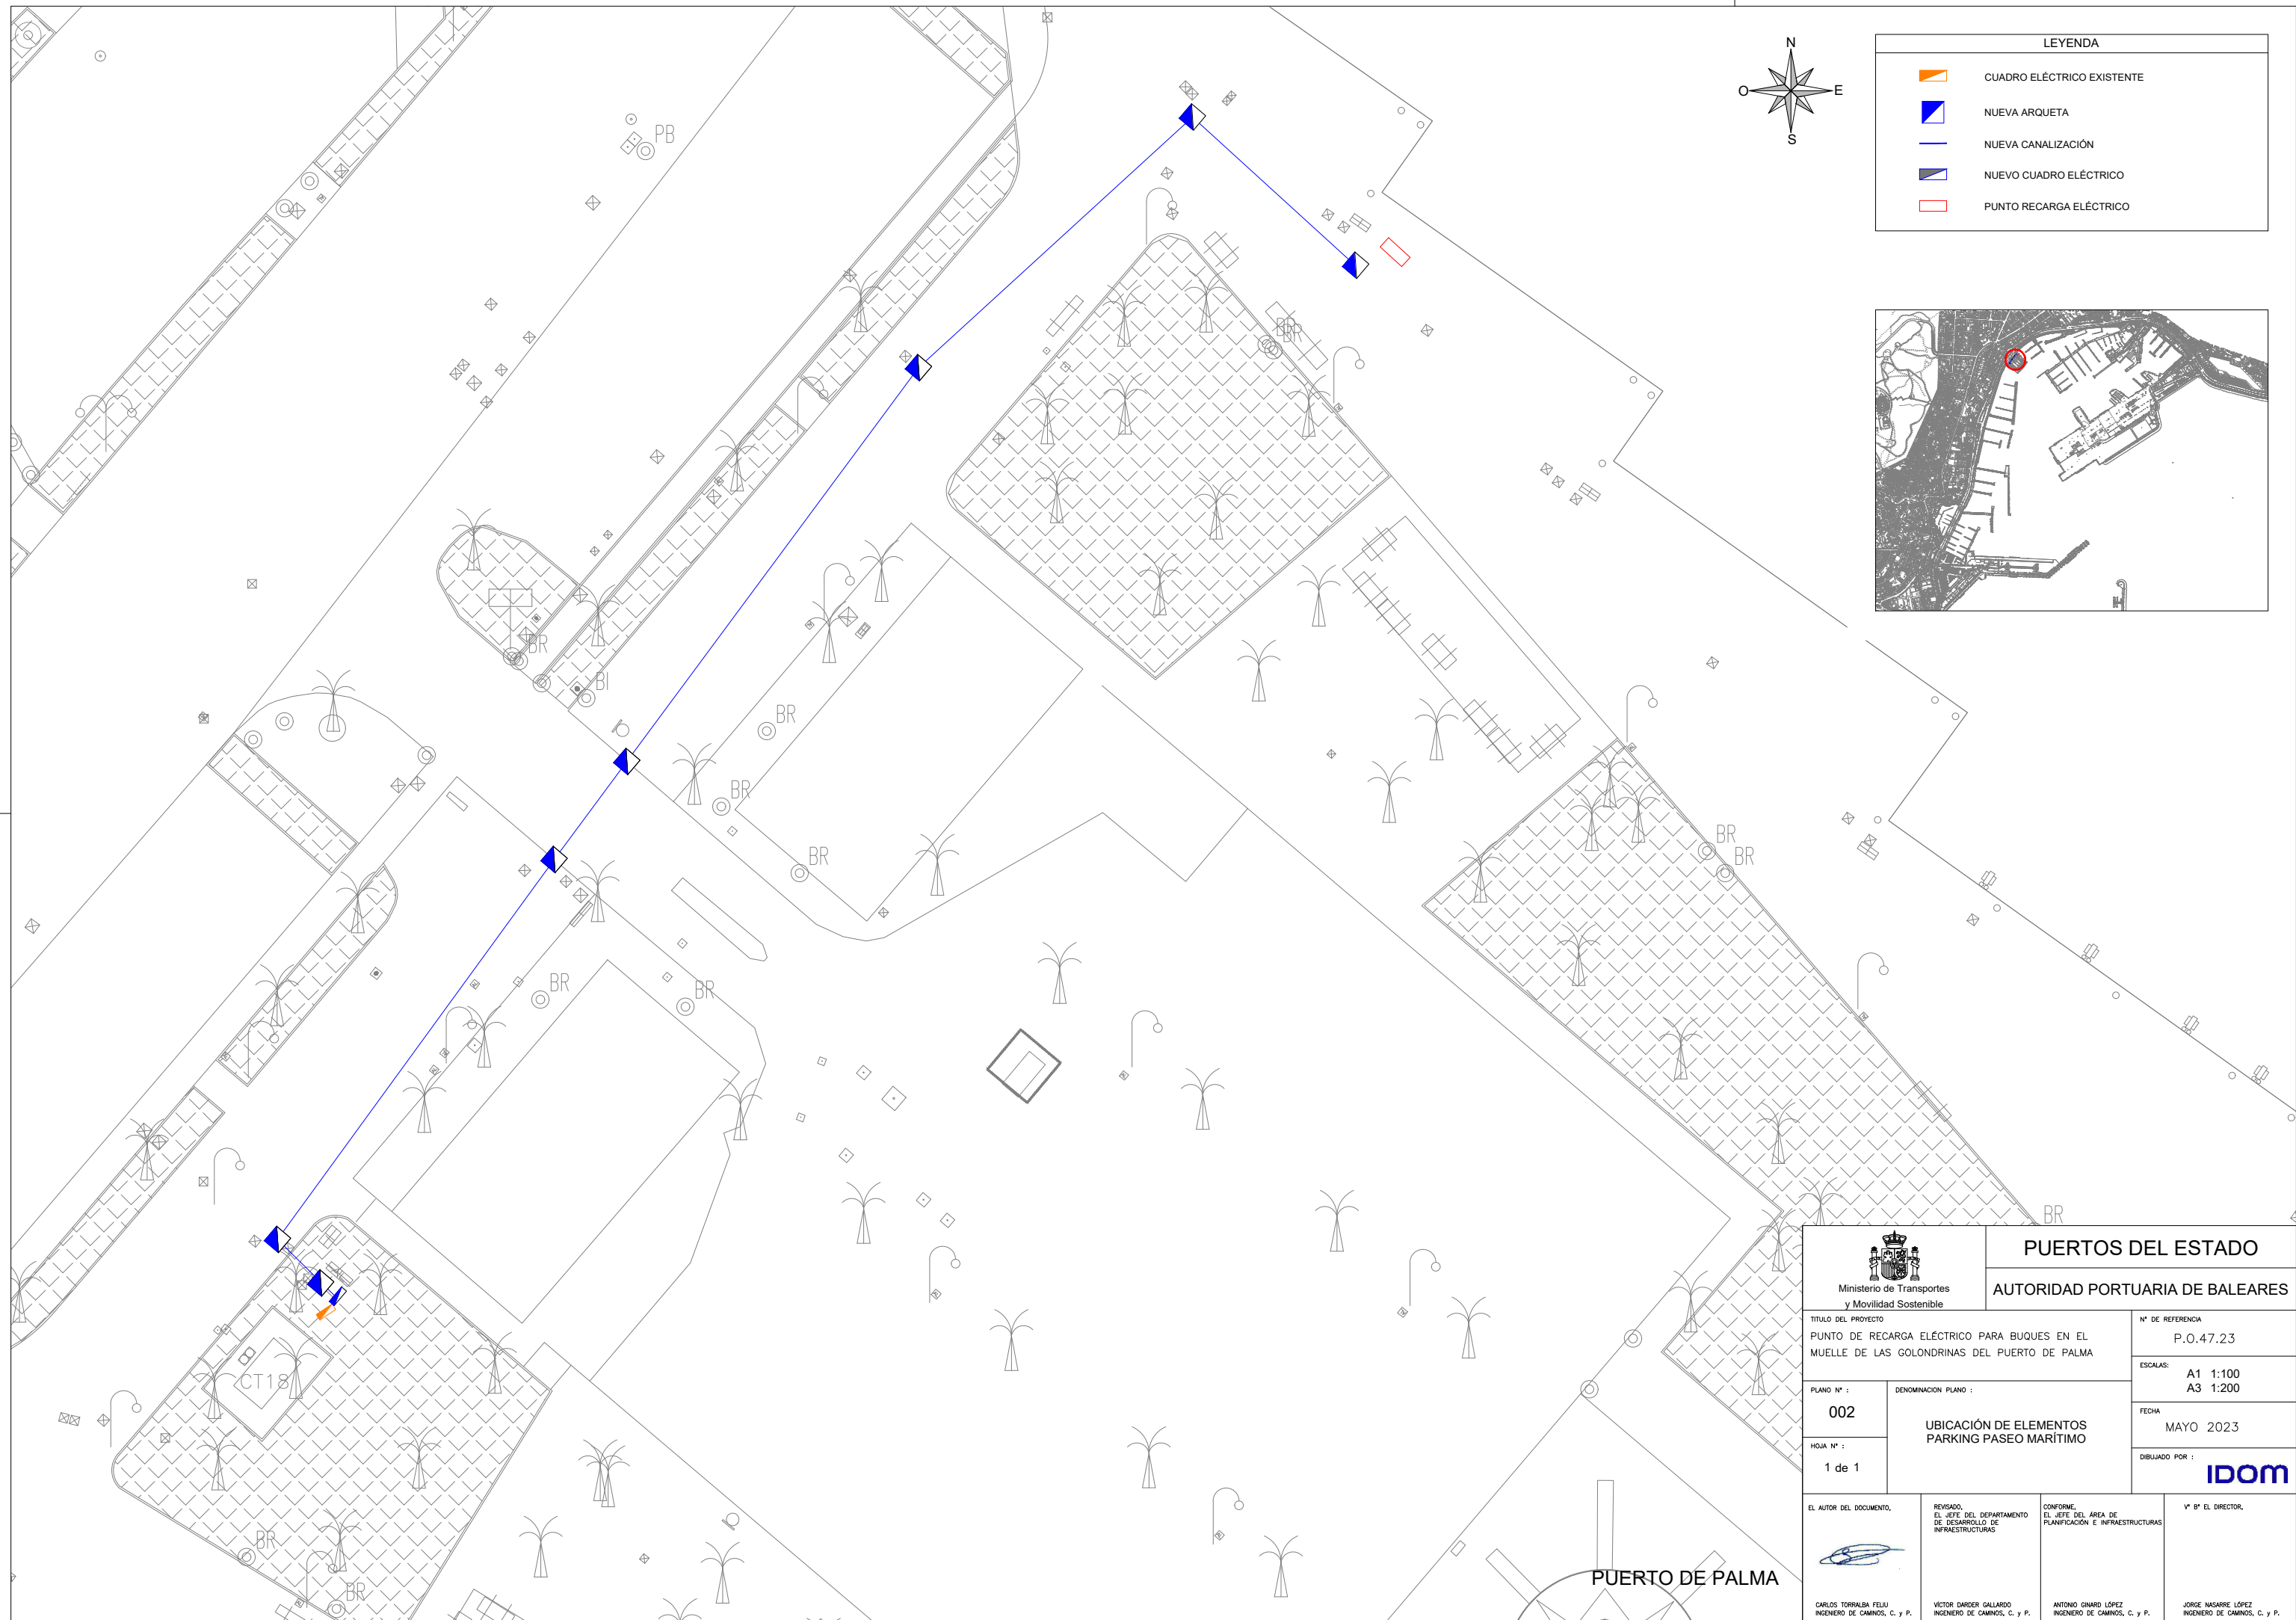 N
O
E
S
LEYENDA
CUADRO ELÉCTRICO EXISTENTE
NUEVA ARQUETA
NUEVA CANALIZACIÓN
NUEVO CUADRO ELÉCTRICO
PUNTO RECARGA ELÉCTRICO
PB
BR
BR
BR
BI
BR
BR
BR
BR
BR
BR
BR
BR
CT18
BR
BR
PUERTO DE PALMA
Ministerio de Transportes
y Movilidad Sostenible
PUERTOS DEL ESTADO
AUTORIDAD PORTUARIA DE BALEARES
TITULO DEL PROYECTO
PUNTO DE RECARGA ELÉCTRICO PARA BUQUES EN EL
MUELLE DE LAS GOLONDRINAS DEL PUERTO DE PALMA
Nº DE REFERENCIA
P.O.47.23
ESCALAS:
A1 1:100
A3 1:200
PLANO Nº :
002
DENOMINACION PLANO :
UBICACIÓN DE ELEMENTOS
PARKING PASEO MARÍTIMO
FECHA
MAYO 2023
HOJA Nº :
1 de 1
DIBUJADO POR :
IDOM
EL AUTOR DEL DOCUMENTO,
REVISADO,
EL JEFE DEL DEPARTAMENTO
DE DESARROLLO DE
INFRAESTRUCTURAS
CONFORME,
EL JEFE DEL ÁREA DE
PLANIFICACIÓN E INFRAESTRUCTURAS
Vº Bº EL DIRECTOR,
CARLOS TORRALBA FELIU
INGENIERO DE CAMINOS, C. y P.
VÍCTOR DARDER GALLARDO
INGENIERO DE CAMINOS, C. y P.
ANTONIO GINARD LÓPEZ
INGENIERO DE CAMINOS, C. y P.
JORGE NASARRE LÓPEZ
INGENIERO DE CAMINOS, C. y P.